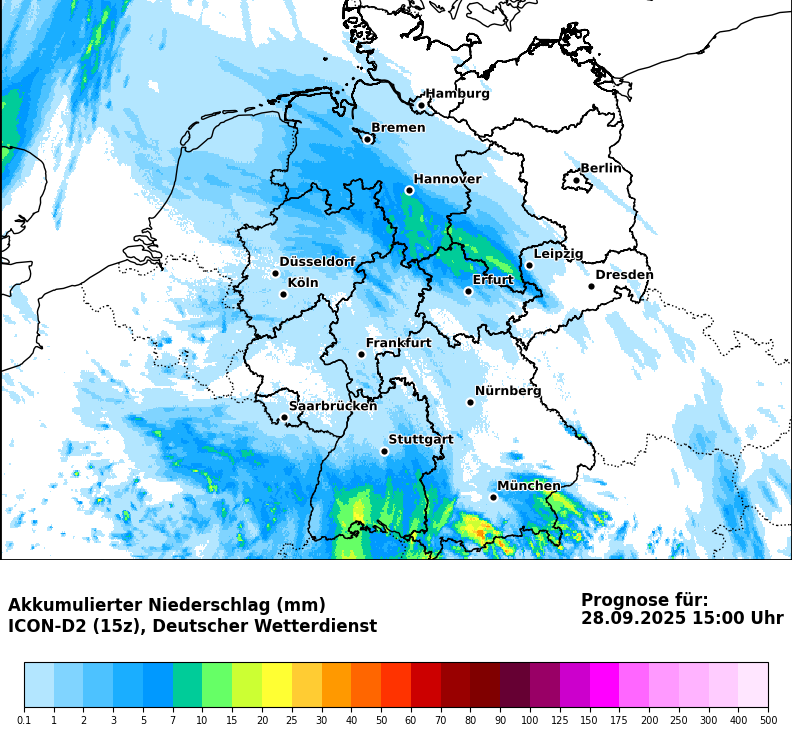 Hamburg
Bremen
Berlin
Hannover
Leipzig
Düsseldorf
Dresden
Köln
Erfurt
Frankfurt
Nürnberg
Saarbrücken
Stuttgart
München
Akkumulierter Niederschlag (mm)
ICON-D2 (15z), Deutscher Wetterdienst
Prognose für:
28.09.2025 15:00 Uhr
0.1 1 2 3 5 7 10 15 20 25 30 40 50 60 70 80 90 100 125 150 175 200 250 300 400 500